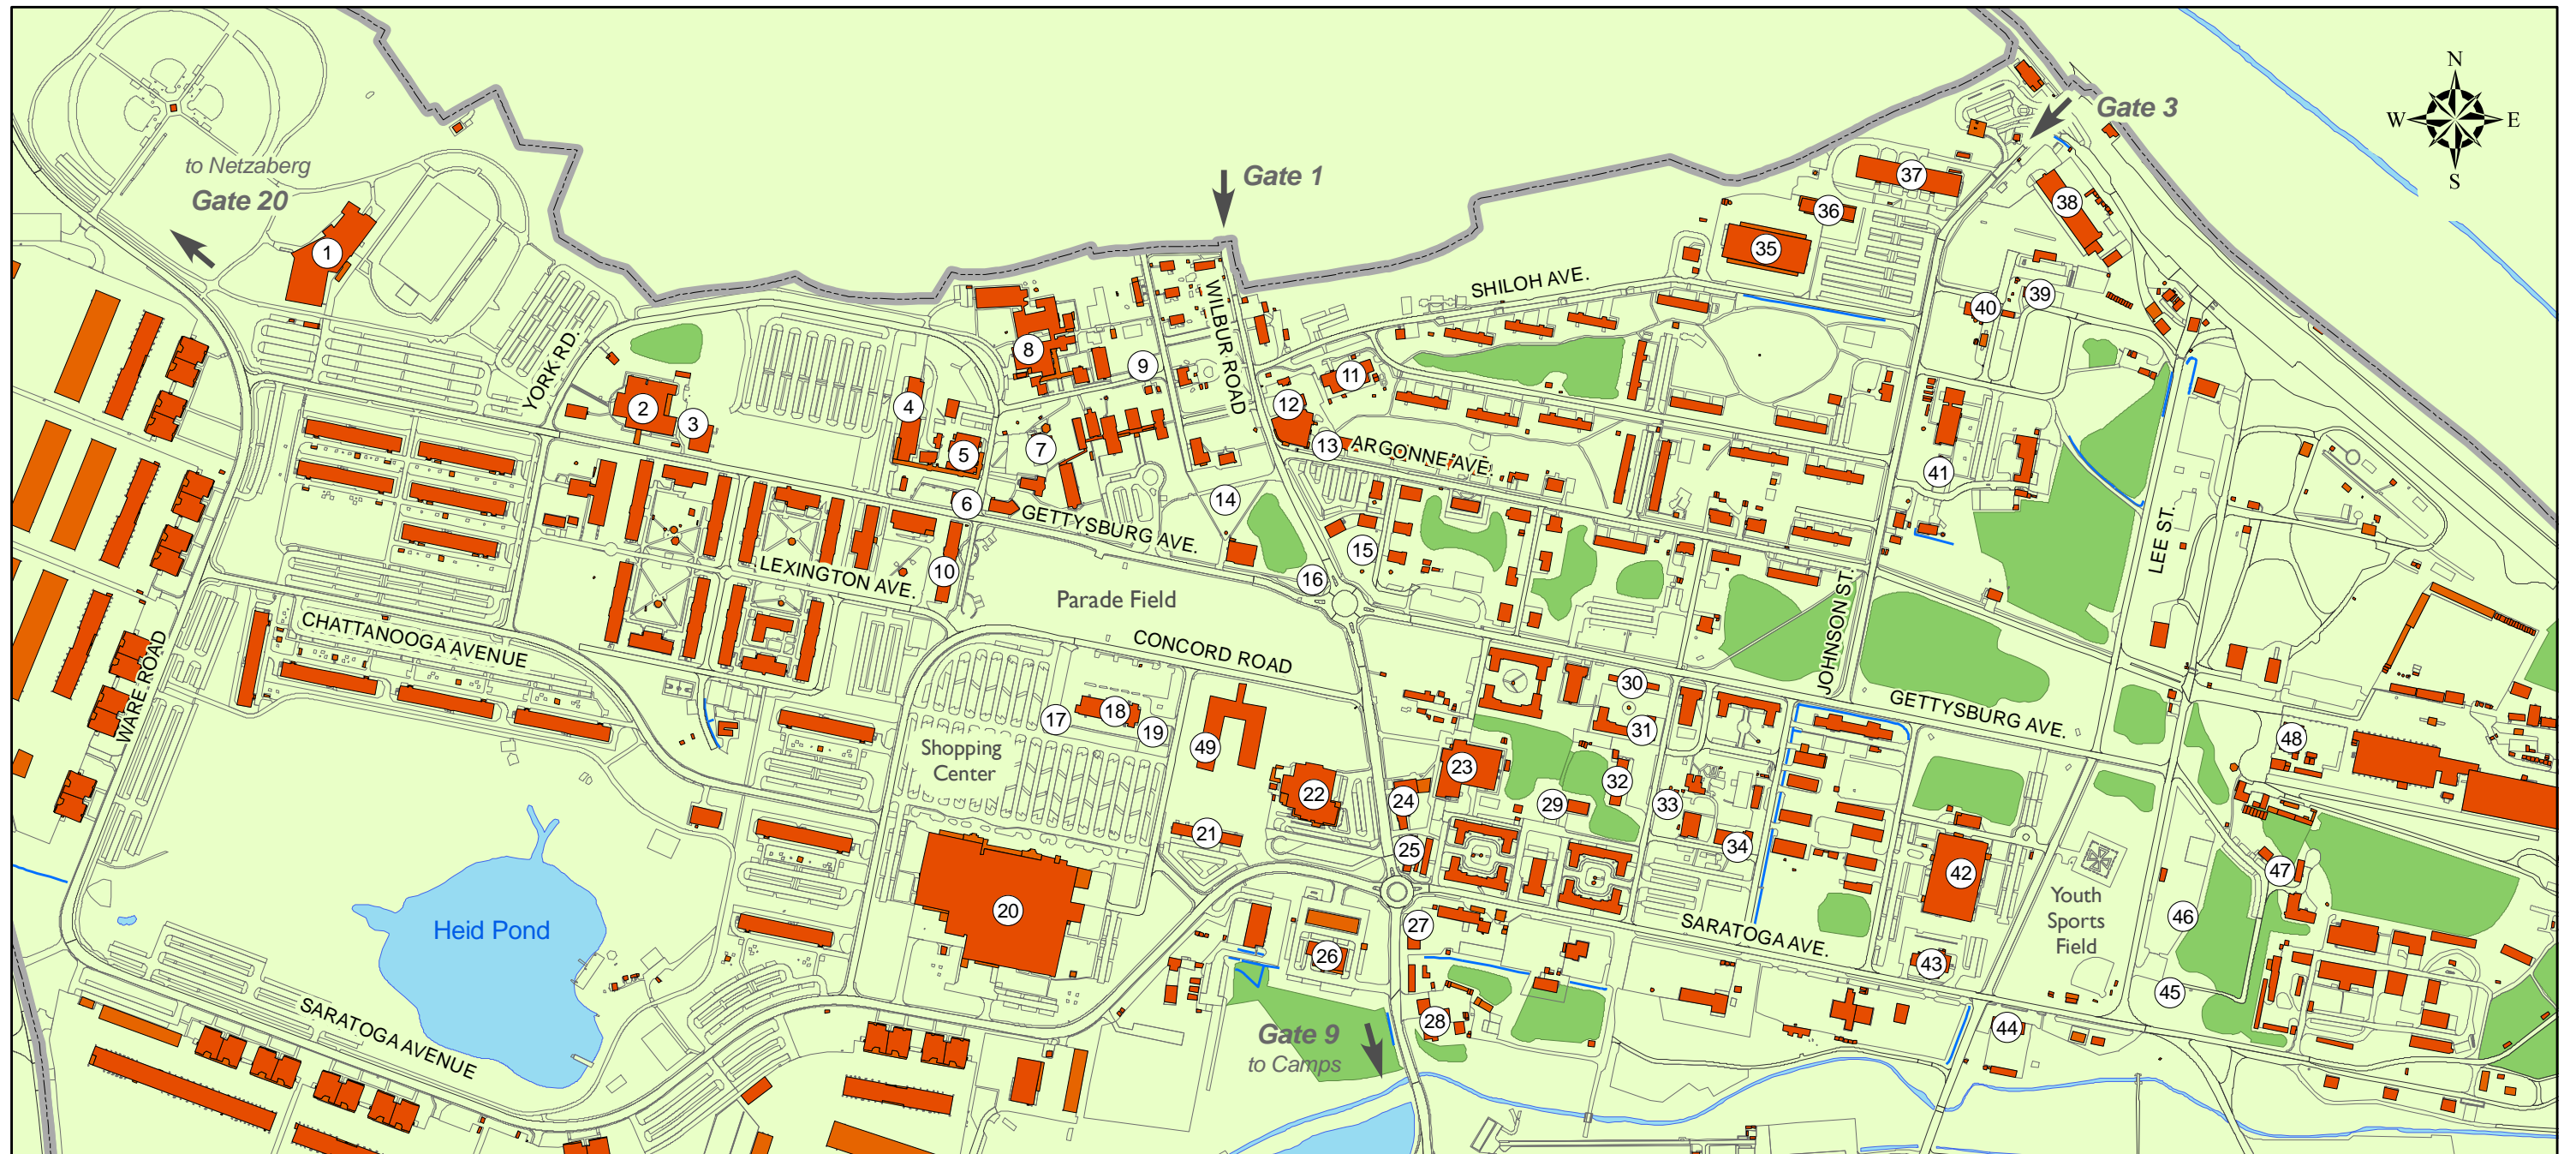 N
W
E
S
Gate 3
to Netzaberg
Gate 20
Gate 1
1
2
3
4
5
6
7
8
9
10
11
12
13
14
15
16
17
18
19
20
21
22
23
24
25
26
27
28
29
30
31
32
33
34
35
36
37
38
39
40
41
42
43
44
45
46
47
48
49
YORK RD.
WILBUR ROAD
SHILOH AVE.
ARGONNE AVE.
GETTYSBURG AVE.
LEXINGTON AVE.
LEE ST.
JOHNSON ST.
Parade Field
CONCORD ROAD
CHATTANOOGA AVENUE
WARE ROAD
GETTYSBURG AVE.
Shopping
Center
Heid Pond
SARATOGA AVE.
Youth
Sports
Field
SARATOGA AVENUE
Gate 9
to Camps